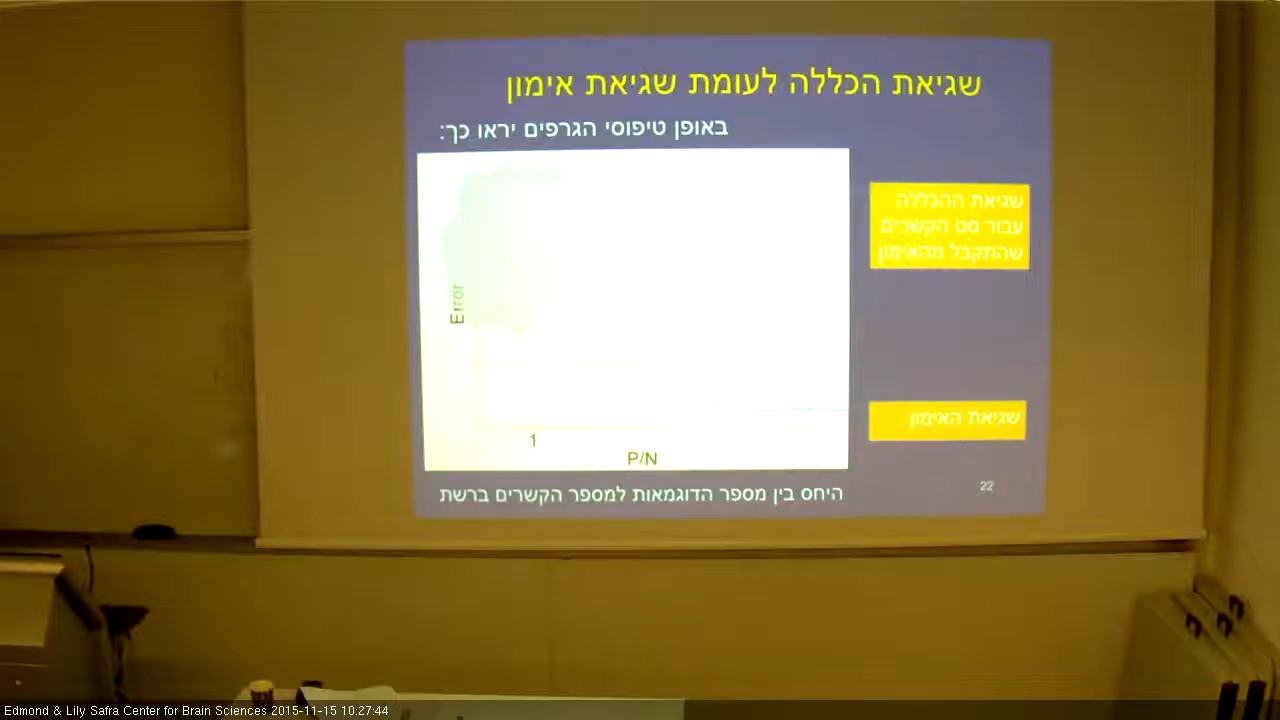 שגיאת הכללה לעומת שגיאת אימון
באופן טיפוסי הגרפים יראו כך:
שגיאת ההכללה
עבור סט הקשרים
שהתקבל מהאימון
Error
שגיאת האימון
1
P/N
היחס בין מספר הדוגמאות למספר הקשרים ברשת
22
Edmond & Lily Safra Center for Brain Sciences 2015-11-15 10:27:44